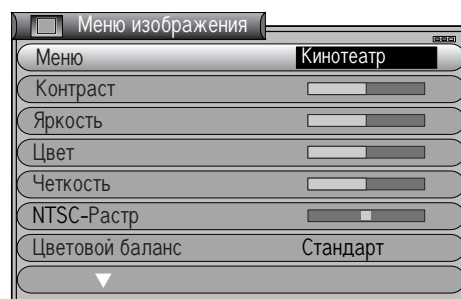 Меню изображения
Меню Кинотеатр
Контраст
Яркость
Цвет
Четкость
NTSC-Растр
Цветовой баланс Стандарт